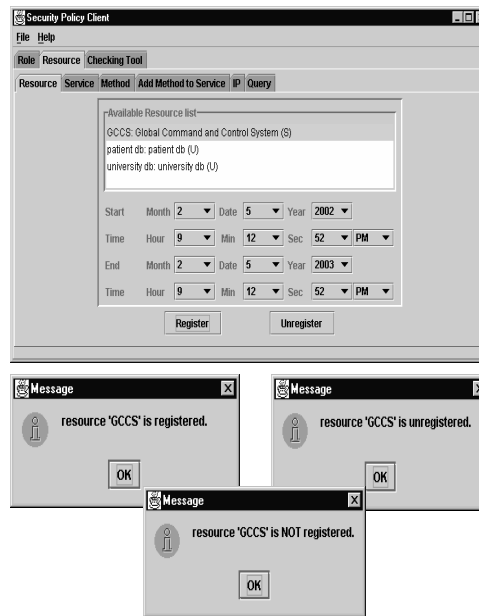 Security Policy Client
File Help
Role Resource Checking Tool
Resource Service Method Add Method to Service IP Query
Available Resource list
GCCS: Global Command and Control System (S)
patient db: patient db (U)
university db: university db (U)
Start Month 2 Date 5 Year 2002
Time Hour 9 Min 12 Sec 52 PM
End Month 2 Date 5 Year 2003
Time Hour 9 Min 12 Sec 52 PM
Register Unregister
Message
resource 'GCCS' is registered.
OK
Message
resource 'GCCS' is unregistered.
OK
Message
resource 'GCCS' is NOT registered.
OK